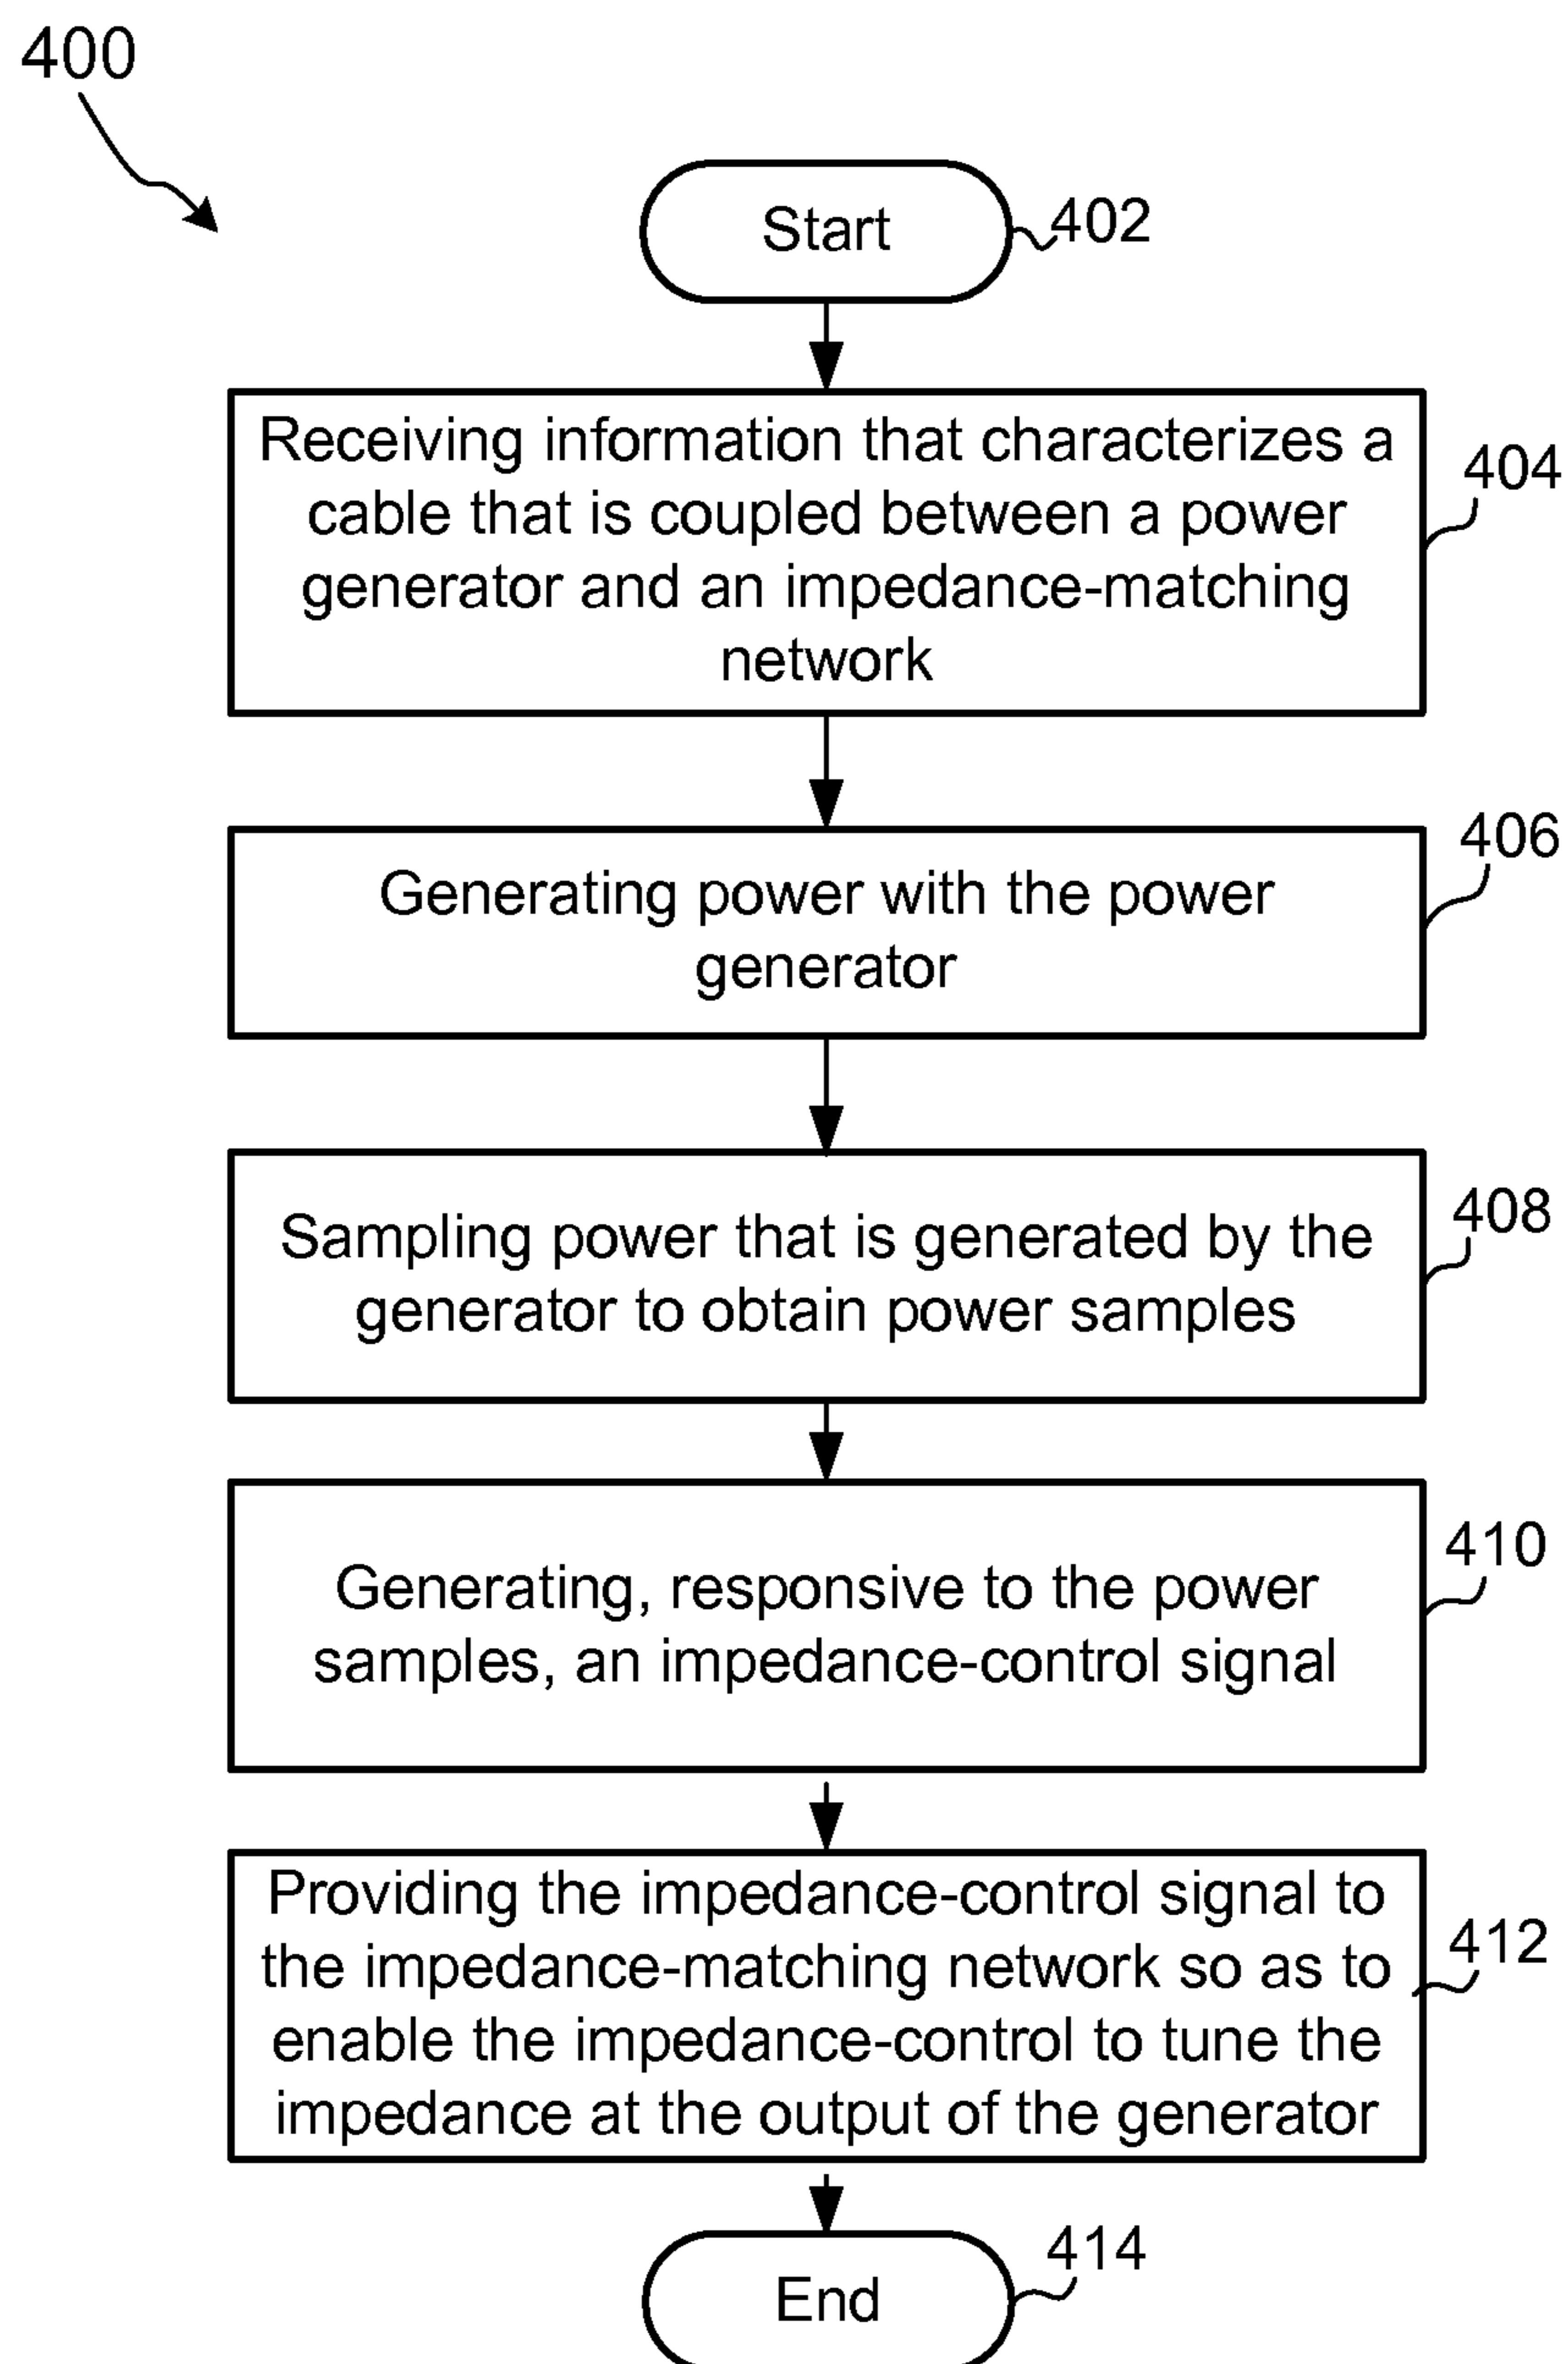 400
Start
402
Receiving information that characterizes a
cable that is coupled between a power
generator and an impedance-matching
network
404
Generating power with the power
generator
406
Sampling power that is generated by the
generator to obtain power samples
408
Generating, responsive to the power
samples, an impedance-control signal
410
Providing the impedance-control signal to
the impedance-matching network so as to
enable the impedance-control to tune the
impedance at the output of the generator
412
End
414